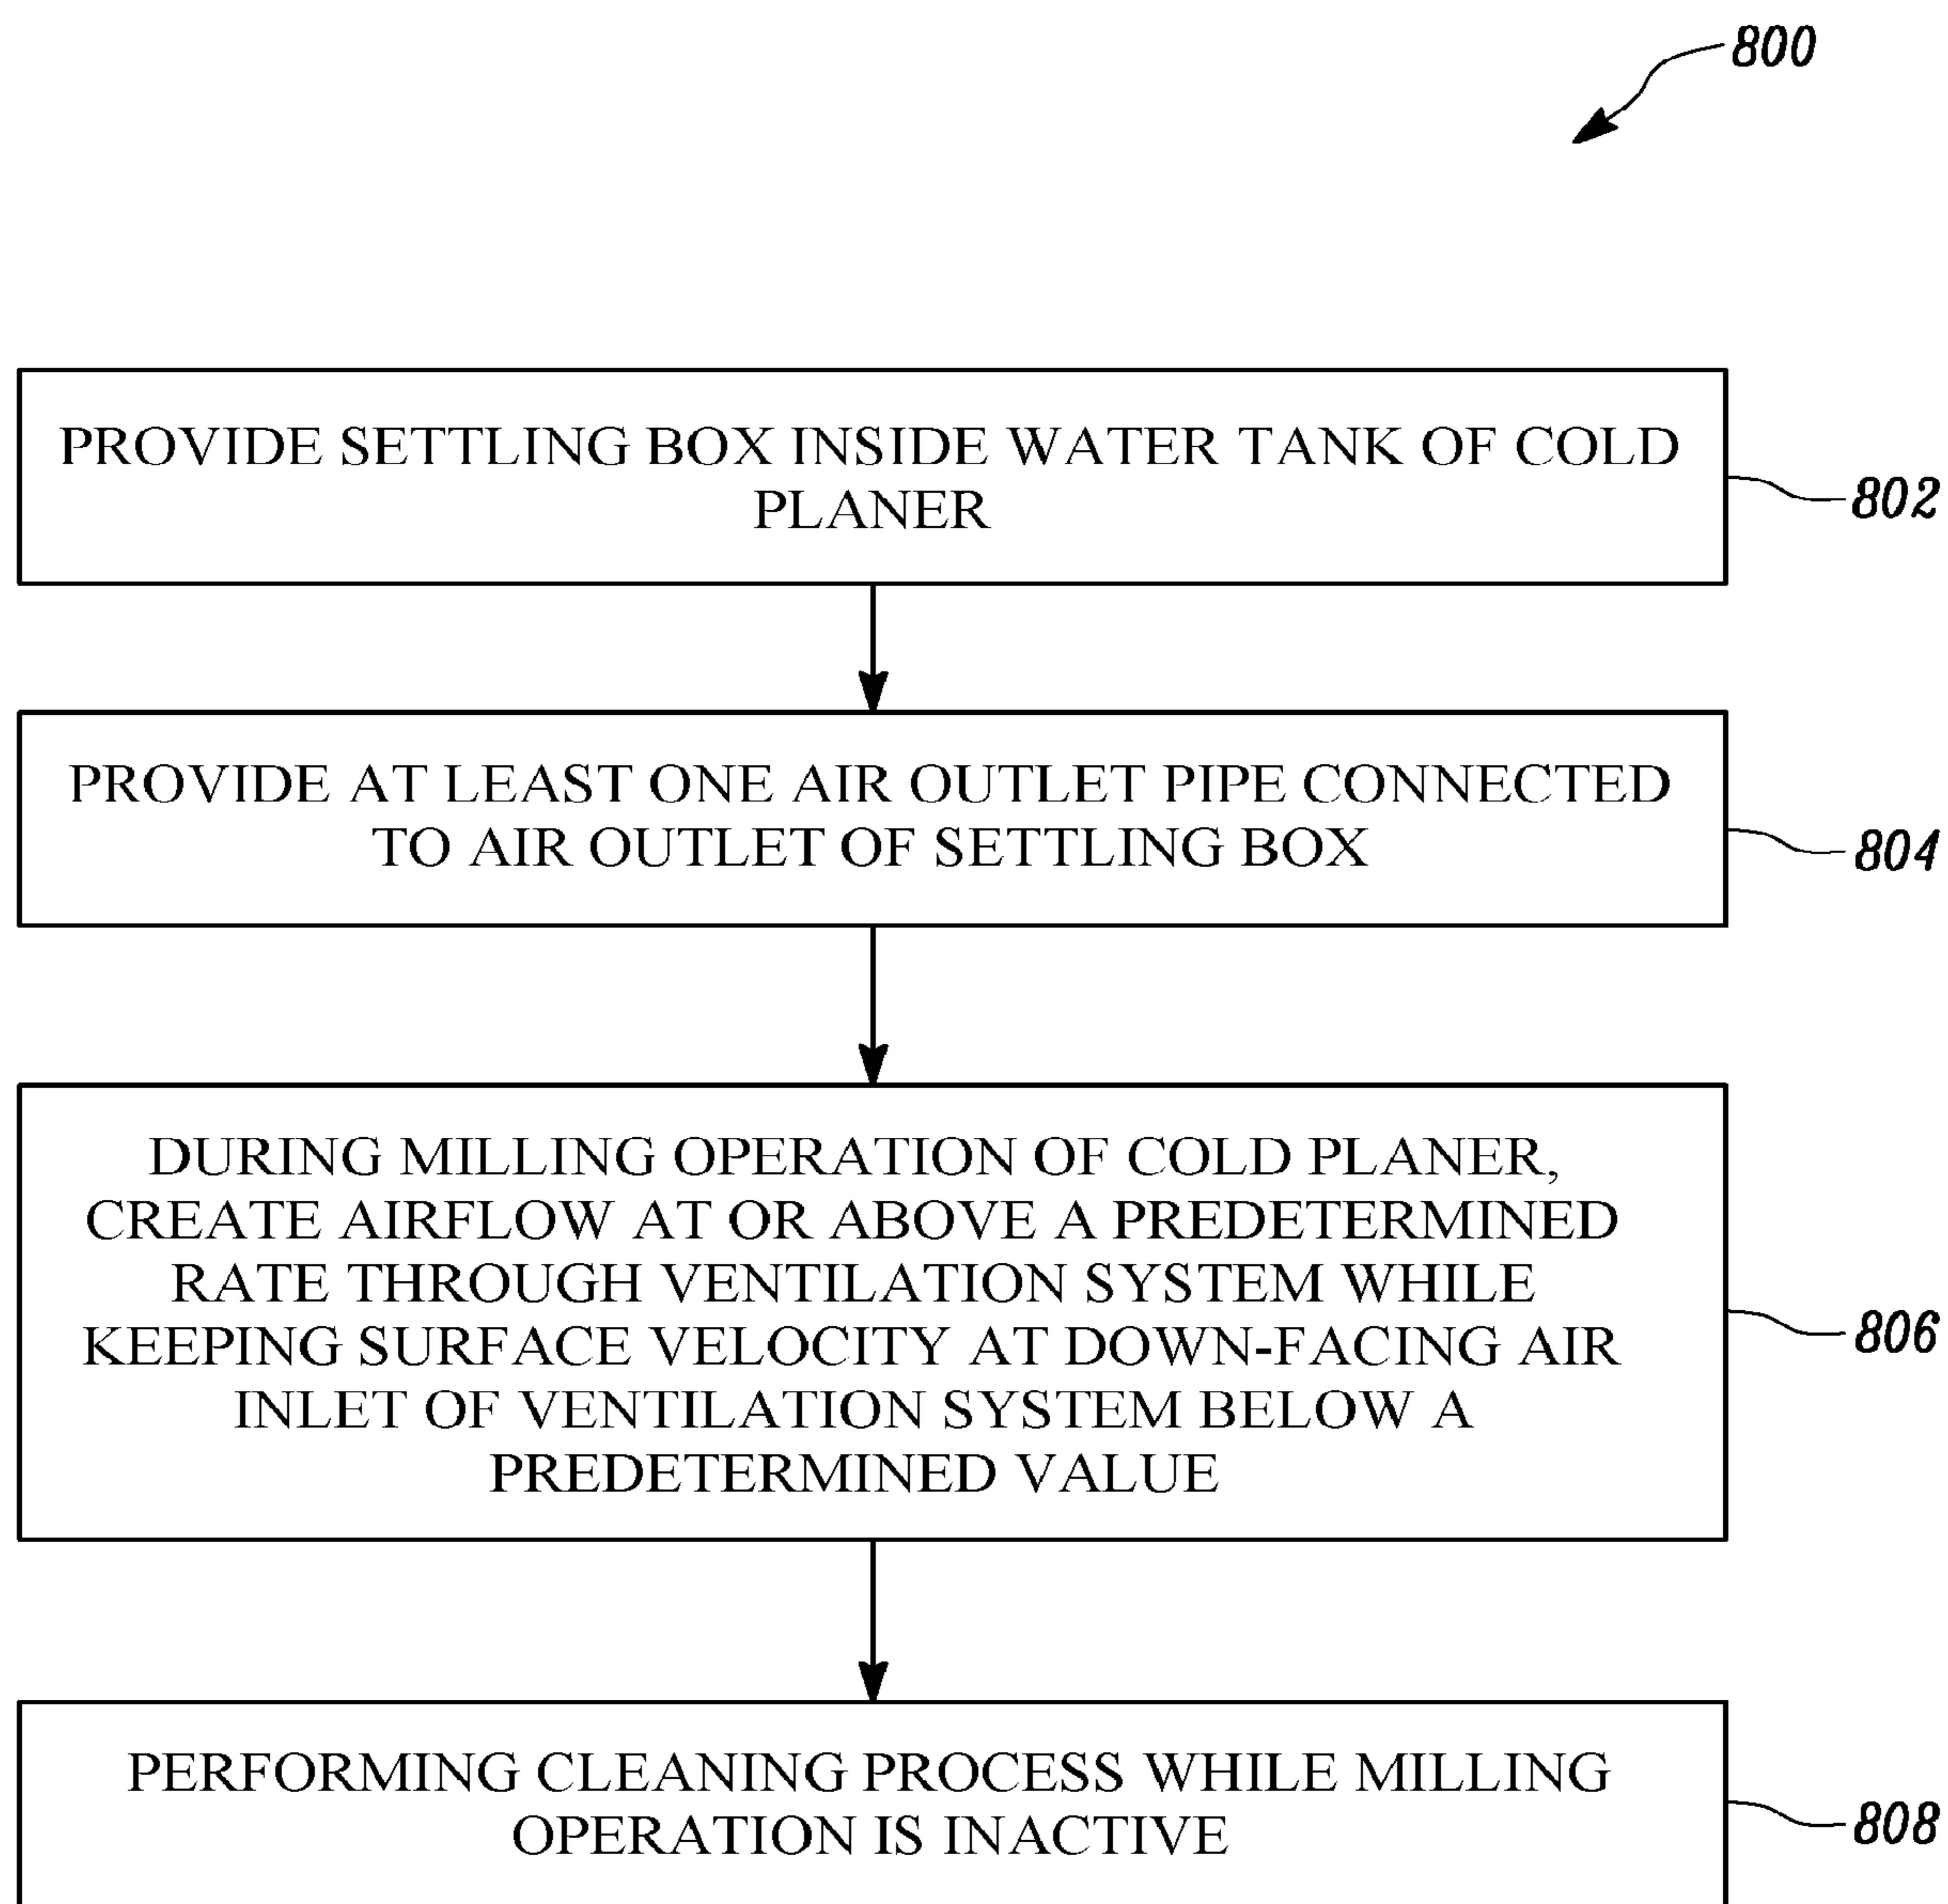 800
PROVIDE SETTLING BOX INSIDE WATER TANK OF COLD
PLANER
802
PROVIDE AT LEAST ONE AIR OUTLET PIPE CONNECTED
TO AIR OUTLET OF SETTLING BOX
804
DURING MILLING OPERATION OF COLD PLANER,
CREATE AIRFLOW AT OR ABOVE A PREDETERMINED
RATE THROUGH VENTILATION SYSTEM WHILE
KEEPING SURFACE VELOCITY AT DOWN-FACING AIR
INLET OF VENTILATION SYSTEM BELOW A
PREDETERMINED VALUE
806
PERFORMING CLEANING PROCESS WHILE MILLING
OPERATION IS INACTIVE
808